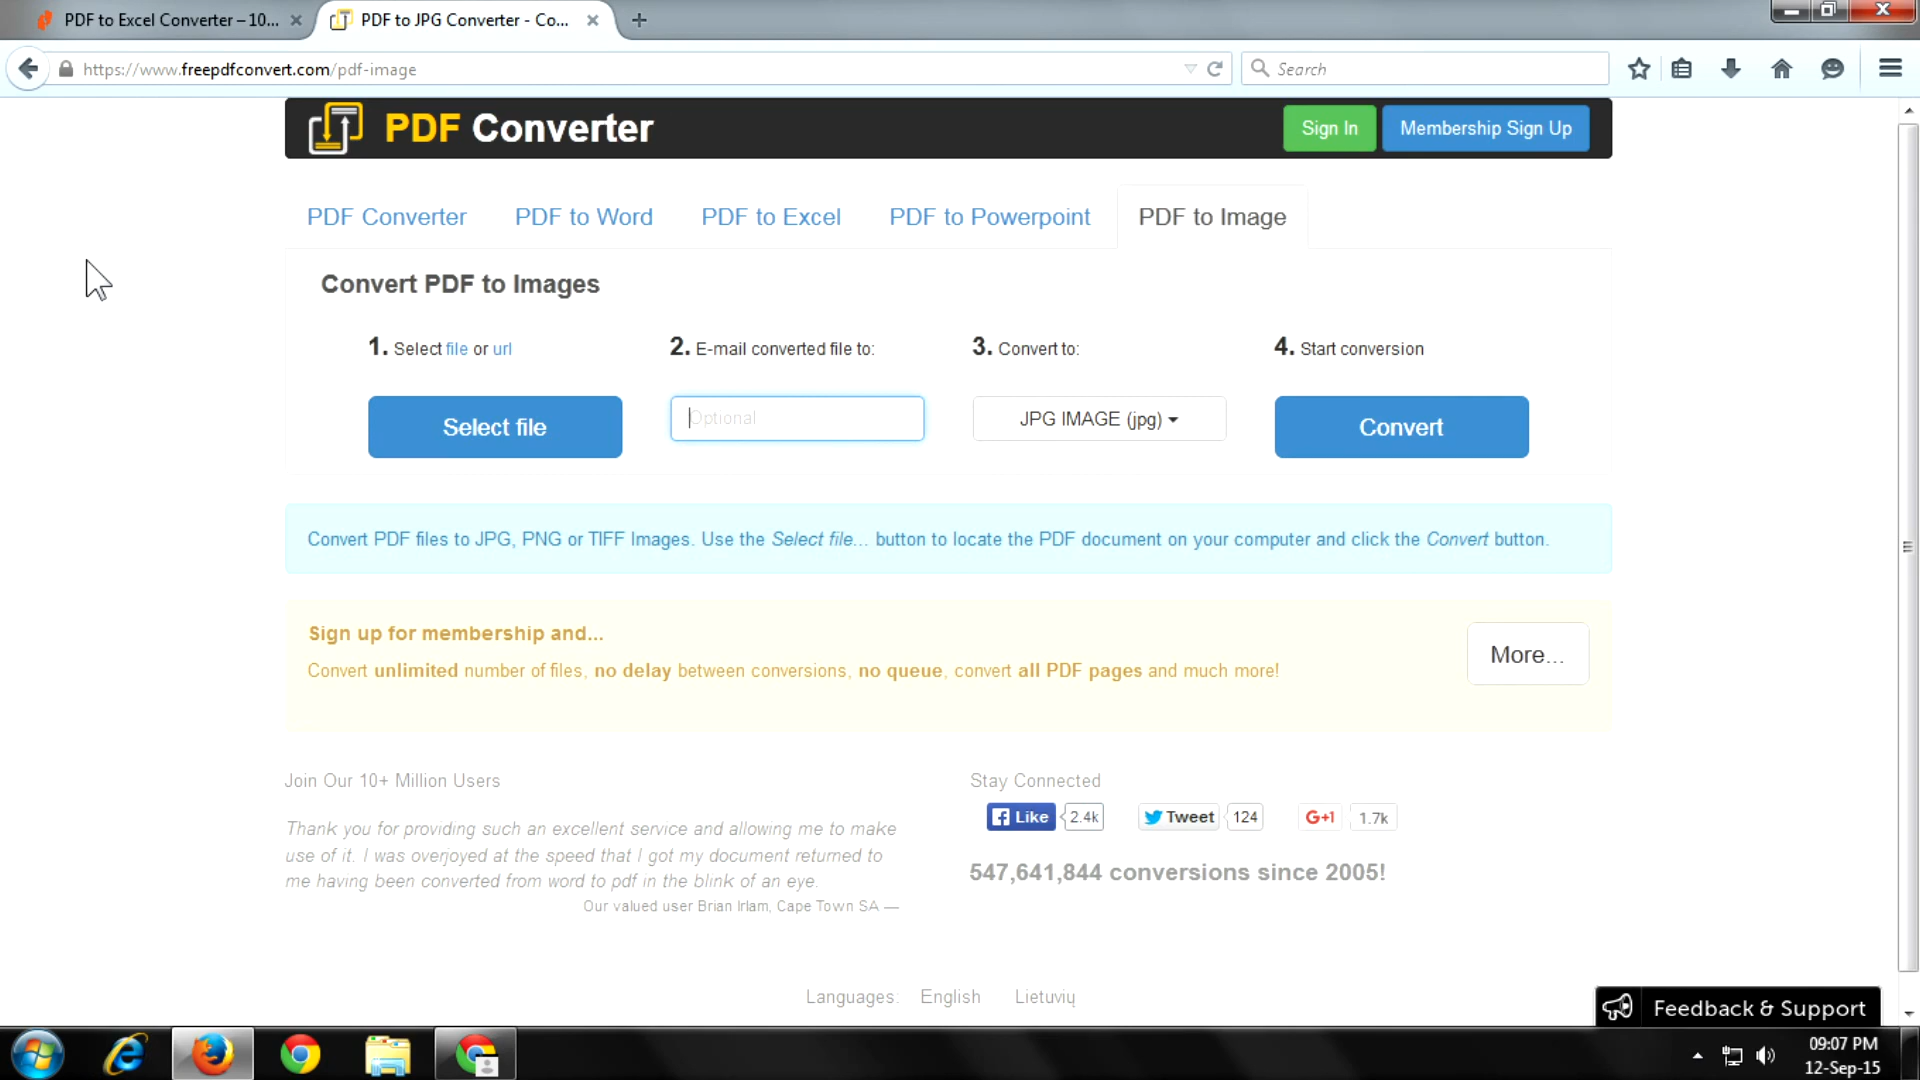 PDF to Excel Converter – 10...
PDF to JPG Converter - Co...
https://www.freepdfconvert.com/pdf-image
Search
PDF Converter
Sign In
Membership Sign Up
PDF Converter
PDF to Word
PDF to Excel
PDF to Powerpoint
PDF to Image
Convert PDF to Images
1. Select file or url
2. E-mail converted file to:
3. Convert to:
4. Start conversion
Select file
Optional
JPG IMAGE (jpg)
Convert
Convert PDF files to JPG, PNG or TIFF Images. Use the Select file... button to locate the PDF document on your computer and click the Convert button.
Sign up for membership and...
Convert unlimited number of files, no delay between conversions, no queue, convert all PDF pages and much more!
More...
Join Our 10+ Million Users
Thank you for providing such an excellent service and allowing me to make
use of it. I was overjoyed at the speed that I got my document returned to
me having been converted from word to pdf in the blink of an eye.
Our valued user Brian Irlam, Cape Town SA —
Stay Connected
Like
2.4k
Tweet
124
G+1
1.7k
547,641,844 conversions since 2005!
Languages:
English
Lietuvių
Feedback & Support
09:07 PM
12-Sep-15